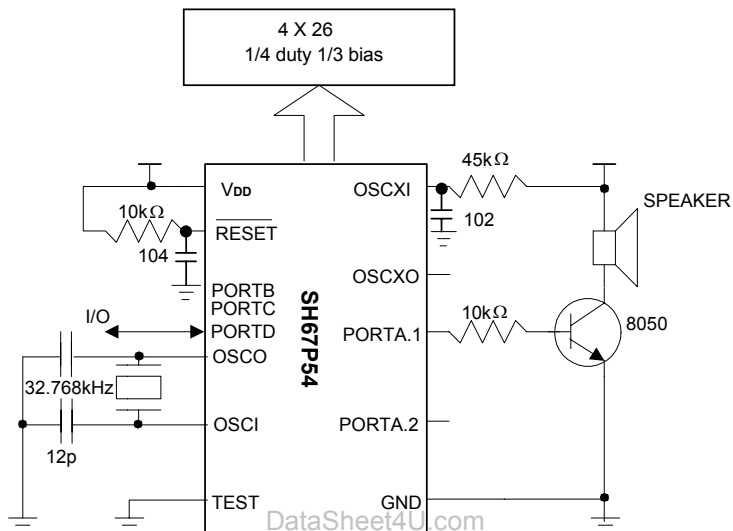 4 X 26
1/4 duty 1/3 bias
45kΩ
VDD
OSCXI
SPEAKER
10kΩ
RESET
102
104
OSCXO
PORTB
PORTC
I/O
PORTD
SH67P54
10kΩ
8050
PORTA.1
OSCO
32.768kHz
OSCI
PORTA.2
12p
TEST
GND
DataSheet4U.com